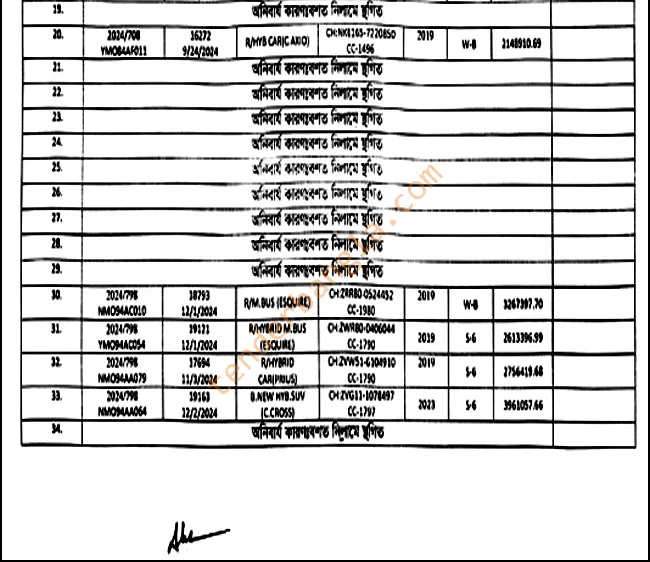 19. অনিবার্য কারণবশত নিলামে স্থগিত
20. 2024/708 16272 R/HYB CAR(C AXIO) CH:NKE165-7220850 2019 W-8 2148910.69
YMO84AF011 9/24/2024 CC-1496
21. অনিবার্য কারণবশত নিলামে স্থগিত
22. অনিবার্য কারণবশত নিলামে স্থগিত
23. অনিবার্য কারণবশত নিলামে স্থগিত
24. অনিবার্য কারণবশত নিলামে স্থগিত
25. অনিবার্য কারণবশত নিলামে স্থগিত
26. অনিবার্য কারণবশত নিলামে স্থগিত
27. অনিবার্য কারণবশত নিলামে স্থগিত
28. অনিবার্য কারণবশত নিলামে স্থগিত
29. অনিবার্য কারণবশত নিলামে স্থগিত
30. 2024/798 18793 R/M.BUS (ESQUIRE) CH:ZRR80-0524452 2019 W-8 3267397.70
NMO94AC010 12/1/2024 CC-1980
31. 2024/798 19121 R/HYBRID M.BUS CH:ZWR80-0406044 2019 S-6 2613396.99
YMO94AC054 12/1/2024 (ESQUIRE) CC-1790
32. 2024/798 17694 R/HYBRID CH:ZVW51-6104910 2019 S-6 2756419.68
NMO94AA079 11/3/2024 CAR(PRIUS) CC-1790
33. 2024/798 19163 B.NEW HYB.SUV CH:ZVG11-1078497 2023 S-6 3961057.66
NMO94AA064 12/2/2024 (C.CROSS) CC-1797
34. অনিবার্য কারণবশত নিলামে স্থগিত
tenderbangla.com